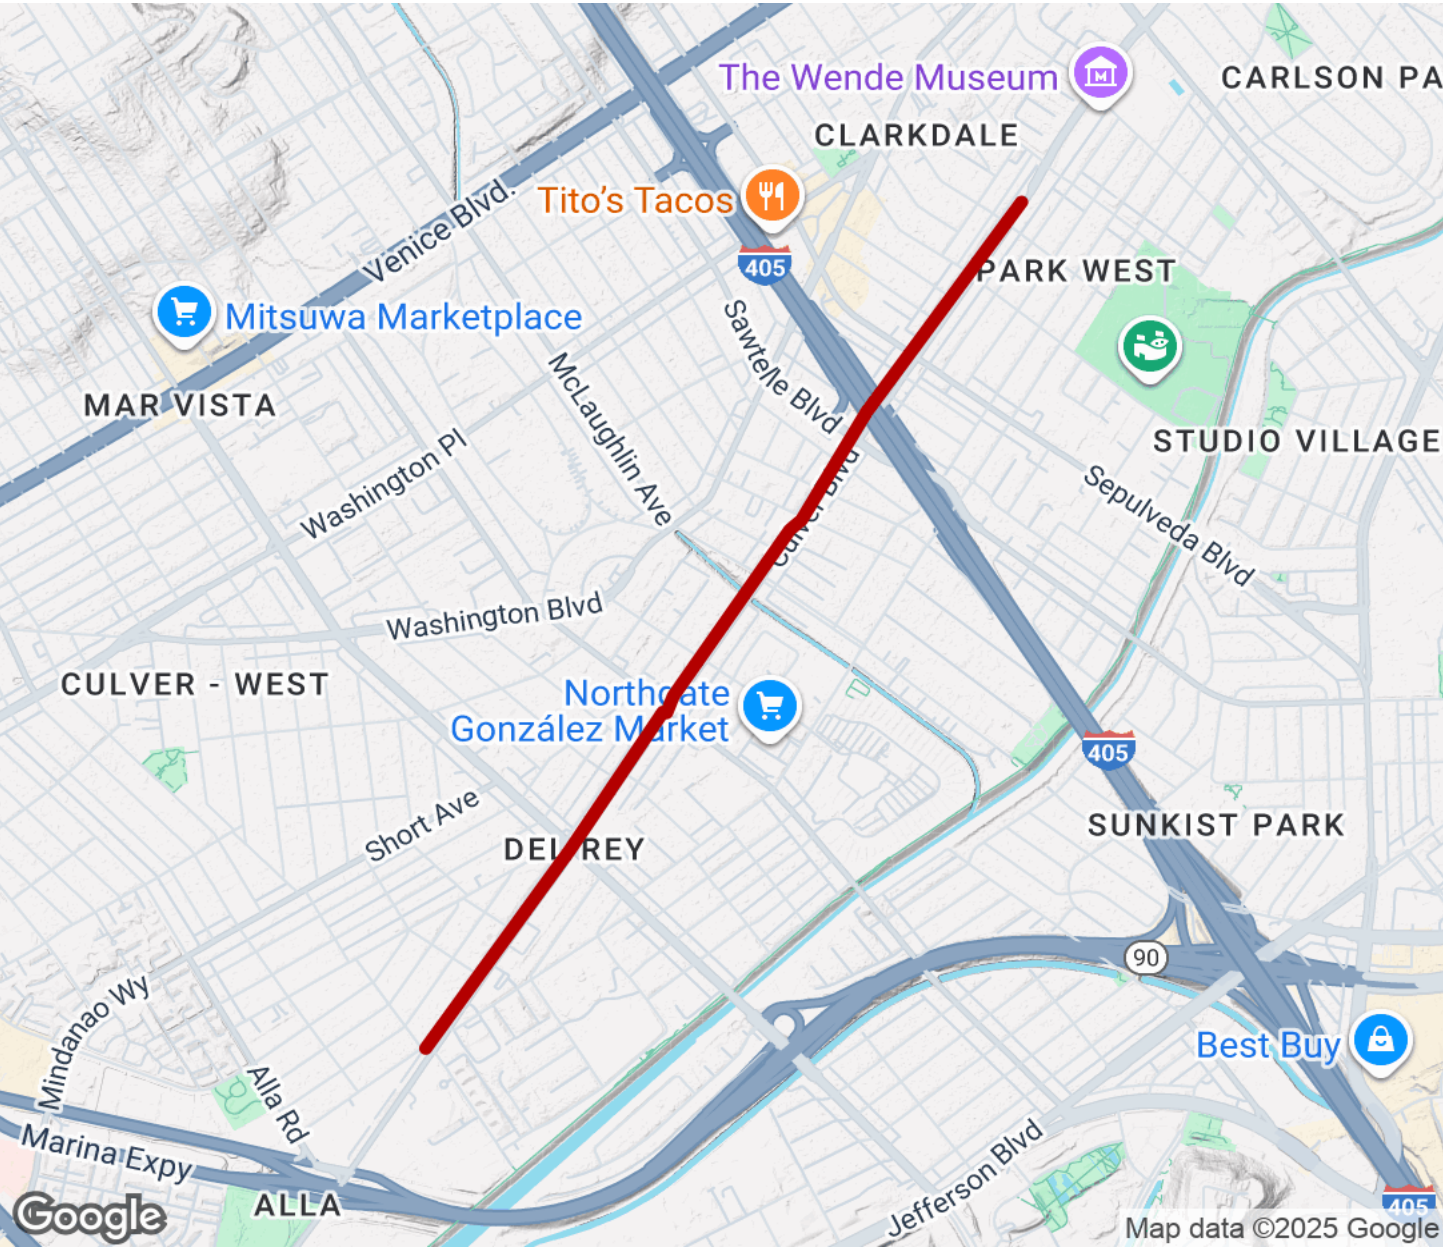 The Wende Museum
CARLSON PA
CLARKDALE
Tito's Tacos
Venice Blvd.
405
PARK WEST
Mitsuwa Marketplace
Sawtelle Blvd
McLaughlin Ave
MAR VISTA
STUDIO VILLAGE
Washington Pl
Culver Blvd
Sepulveda Blvd
Washington Blvd
CULVER - WEST
Northgate
González Market
405
Short Ave
SUNKIST PARK
DEL REY
90
Mindanao Wy
Best Buy
Alla Rd
Marina Expy
Jefferson Blvd
ALLA
405
Google
Map data ©2025 Google